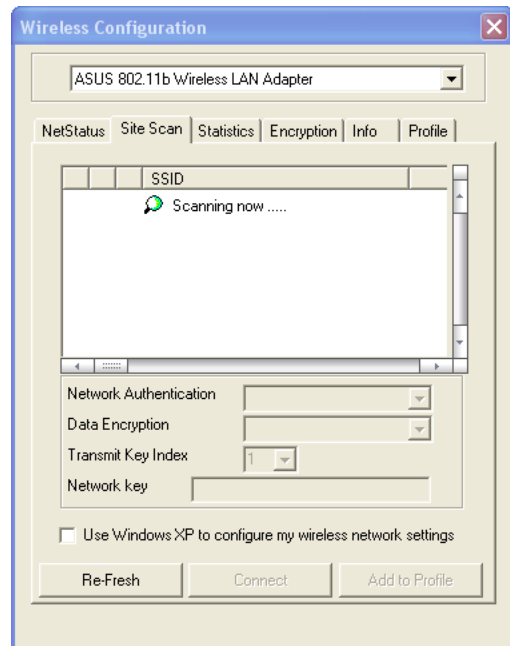 Wireless Configuration
ASUS 802.11b Wireless LAN Adapter
NetStatus Site Scan Statistics Encryption Info Profile
SSID
Scanning now .....
Network Authentication
Data Encryption
Transmit Key Index 1
Network key
Use Windows XP to configure my wireless network settings
Re-Fresh Connect Add to Profile